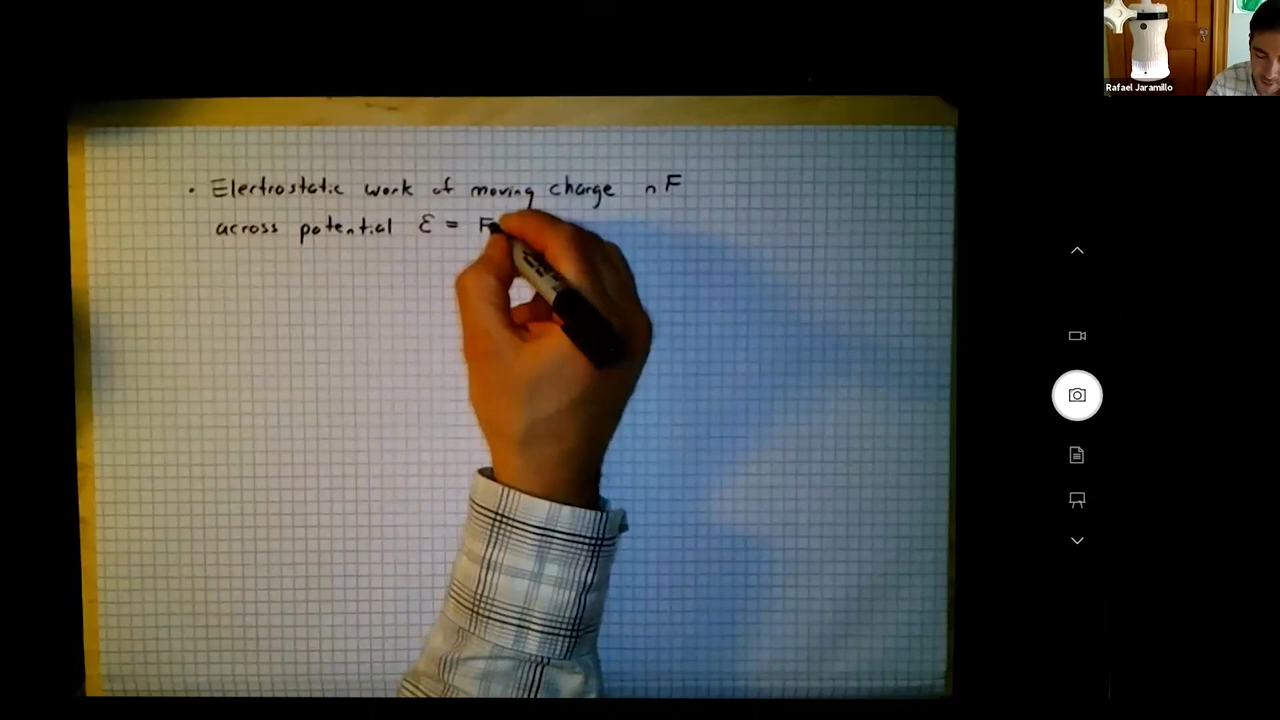 Rafael Jaramillo
· Electrostatic work of moving charge nF
across potential ℰ = F